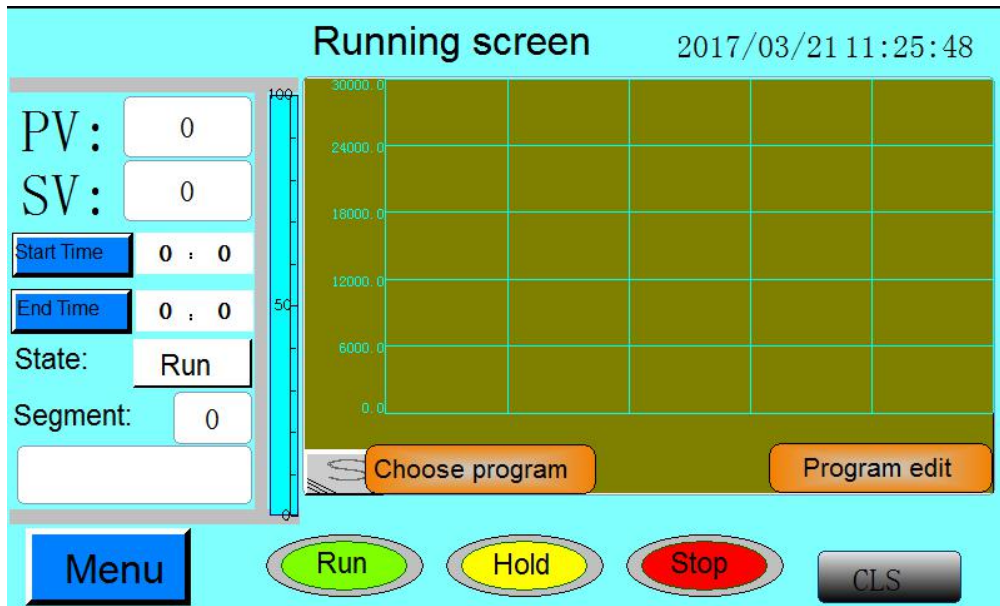 Running screen
2017/03/21 11:25:48
PV: 0
SV: 0
Start Time 0 : 0
End Time 0 : 0
State: Run
Segment: 0
100
50
0
30000.0
24000.0
18000.0
12000.0
6000.0
0.0
S
Choose program
Program edit
Menu
Run
Hold
Stop
CLS